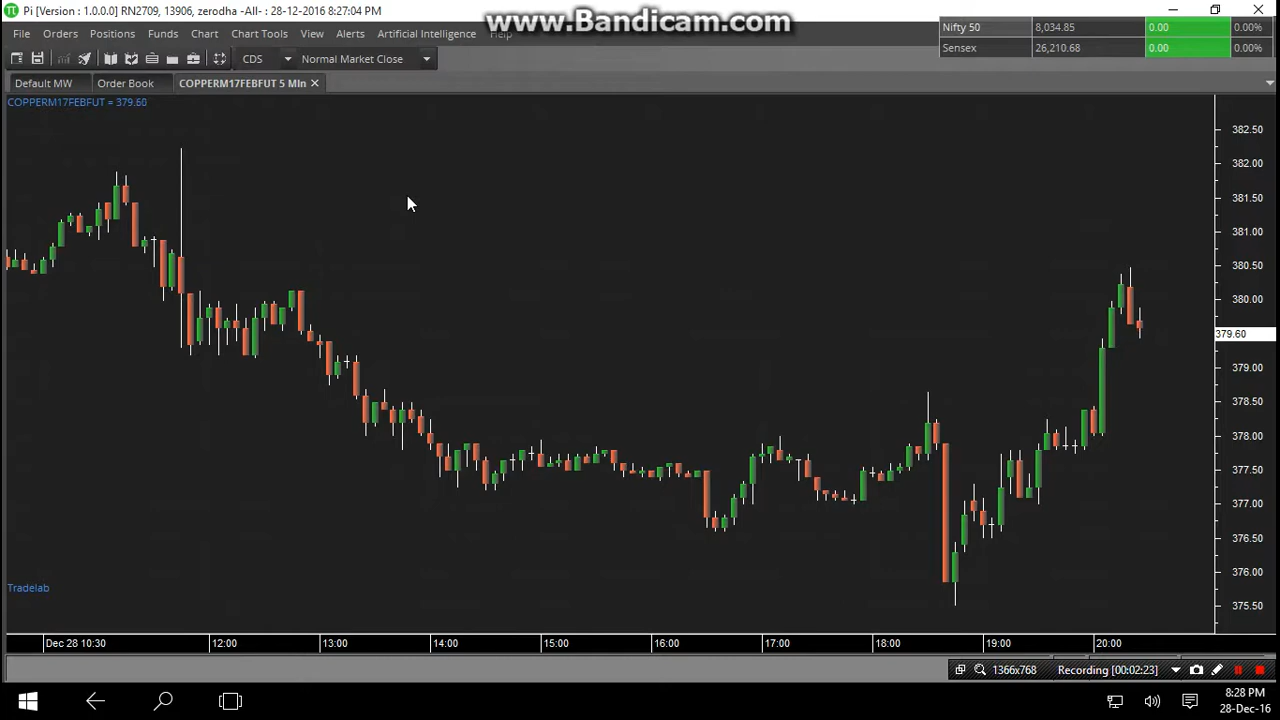 Pi [Version : 1.0.0.0] RN2709, 13906, zerodha -All- : 28-12-2016 8:27:04 PM
www.Bandicam.com
File Orders Positions Funds Chart Chart Tools View Alerts Artificial Intelligence Help
Nifty 50 8,034.85 0.00 0.00%
Sensex 26,210.68 0.00 0.00%
CDS Normal Market Close
Default MW Order Book COPPERM17FEBFUT 5 MIn
COPPERM17FEBFUT = 379.60
382.50
382.00
381.50
381.00
380.50
380.00
379.60
379.00
378.50
378.00
377.50
377.00
376.50
376.00
375.50
Tradelab
Dec 28 10:30 12:00 13:00 14:00 15:00 16:00 17:00 18:00 19:00 20:00
1366x768 Recording [00:02:23]
8:28 PM
28-Dec-16